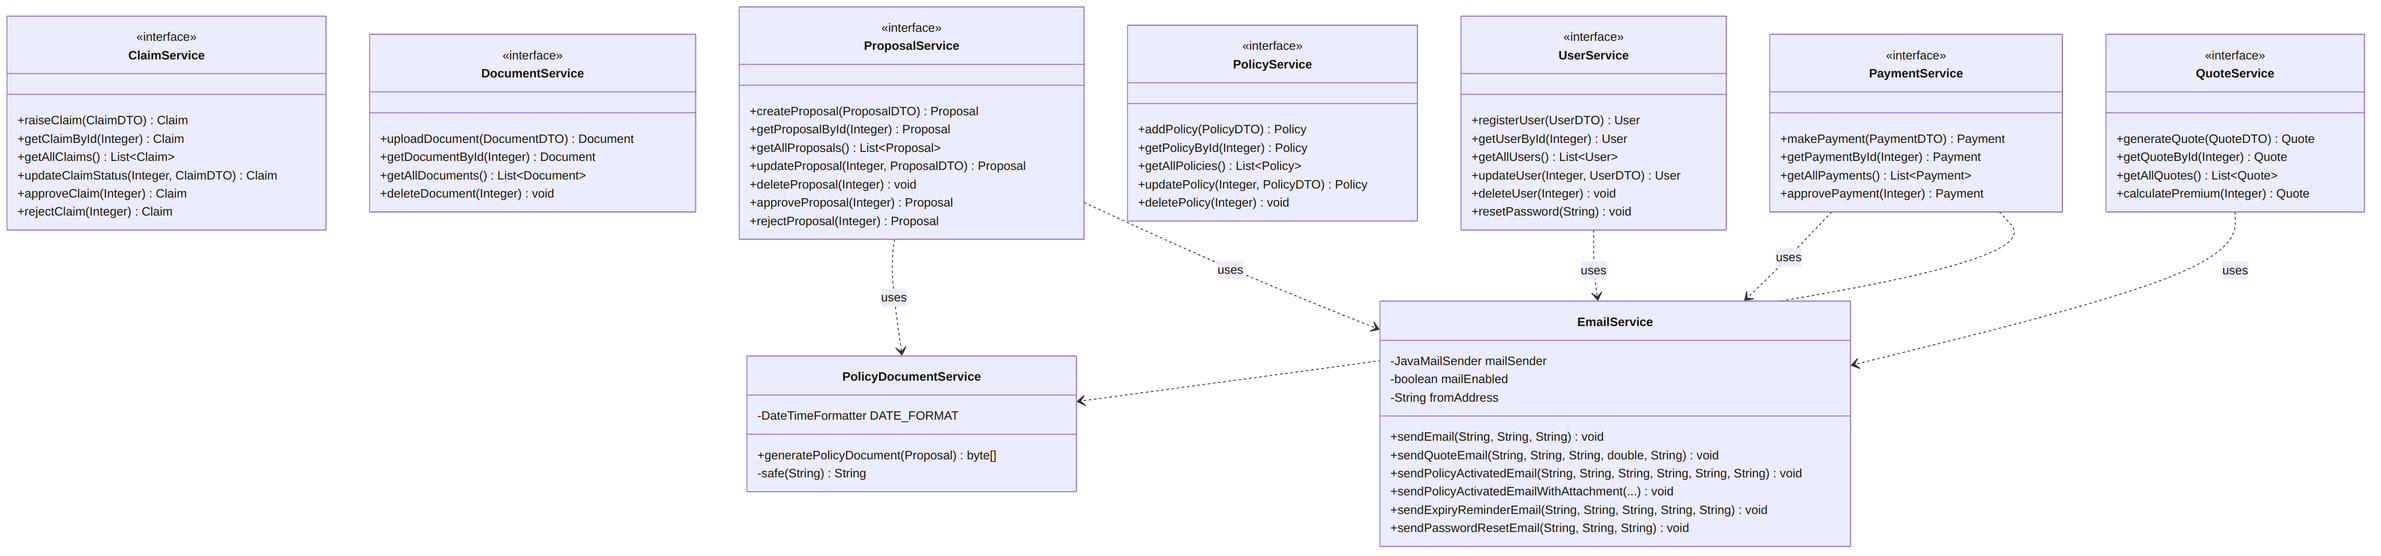 «interface»
ClaimService
+raiseClaim(ClaimDTO) : Claim
+getClaimById(Integer) : Claim
+getAllClaims() : List<Claim>
+updateClaimStatus(Integer, ClaimDTO) : Claim
+approveClaim(Integer) : Claim
+rejectClaim(Integer) : Claim
«interface»
DocumentService
+uploadDocument(DocumentDTO) : Document
+getDocumentById(Integer) : Document
+getAllDocuments() : List<Document>
+deleteDocument(Integer) : void
«interface»
ProposalService
+createProposal(ProposalDTO) : Proposal
+getProposalById(Integer) : Proposal
+getAllProposals() : List<Proposal>
+updateProposal(Integer, ProposalDTO) : Proposal
+deleteProposal(Integer) : void
+approveProposal(Integer) : Proposal
+rejectProposal(Integer) : Proposal
«interface»
PolicyService
+addPolicy(PolicyDTO) : Policy
+getPolicyById(Integer) : Policy
+getAllPolicies() : List<Policy>
+updatePolicy(Integer, PolicyDTO) : Policy
+deletePolicy(Integer) : void
«interface»
UserService
+registerUser(UserDTO) : User
+getUserById(Integer) : User
+getAllUsers() : List<User>
+updateUser(Integer, UserDTO) : User
+deleteUser(Integer) : void
+resetPassword(String) : void
«interface»
PaymentService
+makePayment(PaymentDTO) : Payment
+getPaymentById(Integer) : Payment
+getAllPayments() : List<Payment>
+approvePayment(Integer) : Payment
«interface»
QuoteService
+generateQuote(QuoteDTO) : Quote
+getQuoteById(Integer) : Quote
+getAllQuotes() : List<Quote>
+calculatePremium(Integer) : Quote
uses
uses
uses
uses
uses
PolicyDocumentService
-DateTimeFormatter DATE_FORMAT
+generatePolicyDocument(Proposal) : byte[]
-safe(String) : String
EmailService
-JavaMailSender mailSender
-boolean mailEnabled
-String fromAddress
+sendEmail(String, String, String) : void
+sendQuoteEmail(String, String, String, double, String) : void
+sendPolicyActivatedEmail(String, String, String, String, String, String) : void
+sendPolicyActivatedEmailWithAttachment(...) : void
+sendExpiryReminderEmail(String, String, String, String, String) : void
+sendPasswordResetEmail(String, String, String) : void